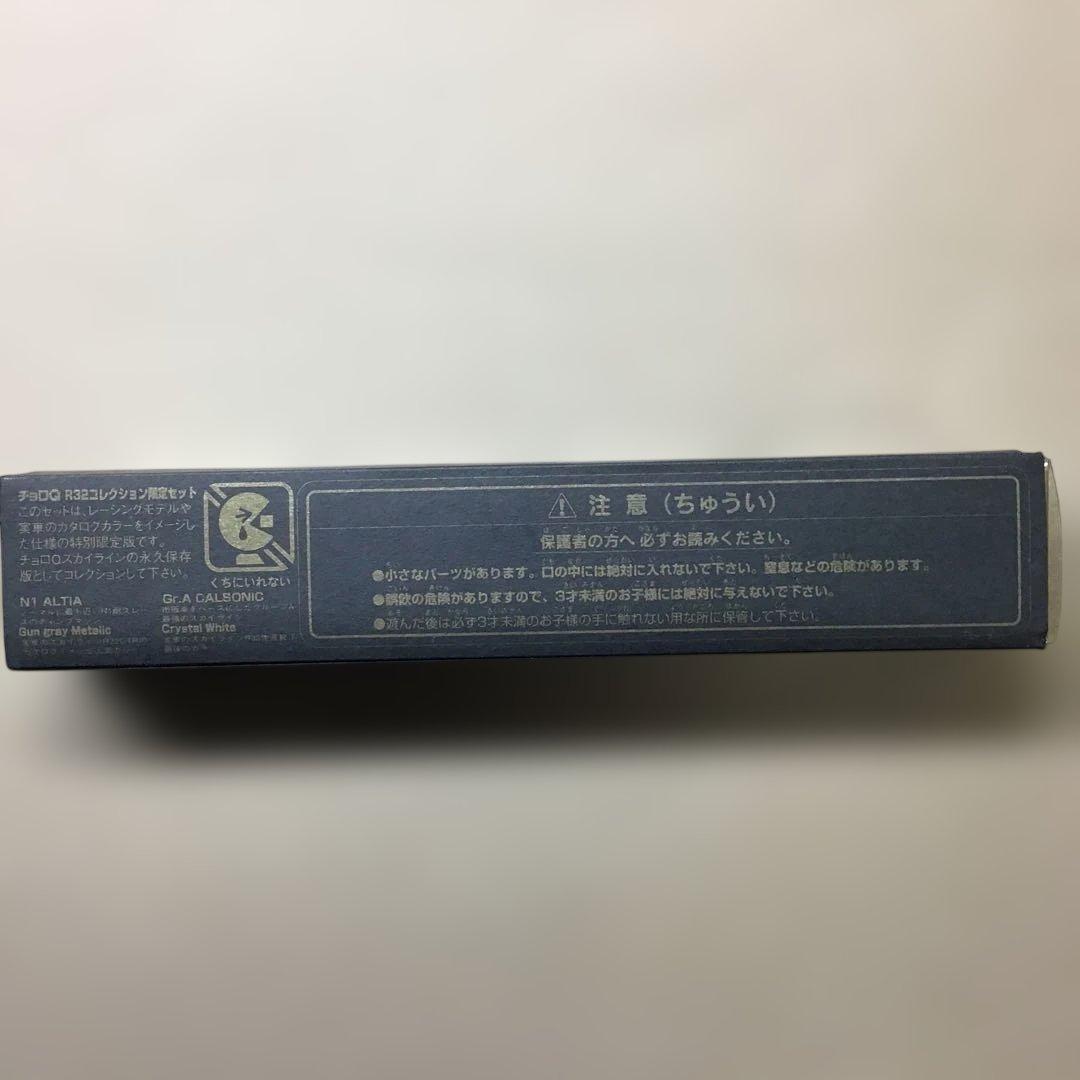 チョロQ R32コレクション限定セット
このセットは、レーシングモデルや
実車のカタログカラーをイメージし
た仕様の特別限定版です。
チョロQスカイラインの永久保存
版としてコレクションして下さい。
くちにいれない
N1 ALTIA
Gun gray Metalic
Gr.A CALSONIC
Crystal White
注意(ちゅうい)
保護者の方へ必ずお読みください。
●小さなパーツがあります。口の中には絶対に入れないで下さい。窒息などの危険があります。
●誤飲の危険がありますので、3才未満のお子様には絶対に与えないで下さい。
●遊んだ後は必ず3才未満のお子様の手に触れない用な所に保管して下さい。